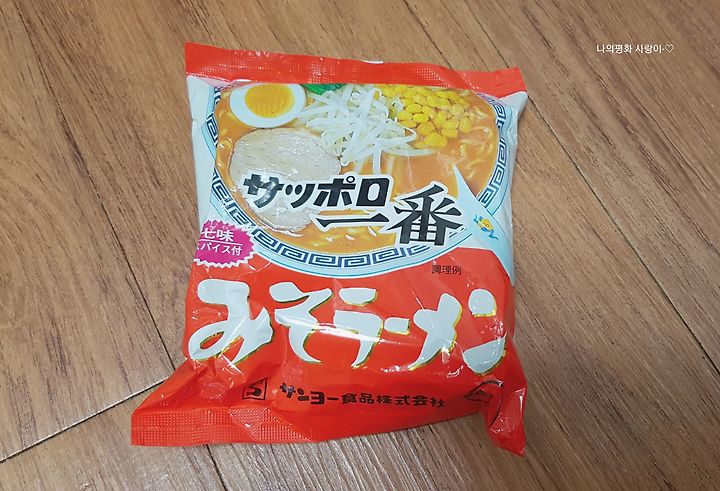 나의평화 사랑이·♡
サッポロ
一番
七味
スパイス付
調理例
みそラーメン
サンヨー食品株式会社